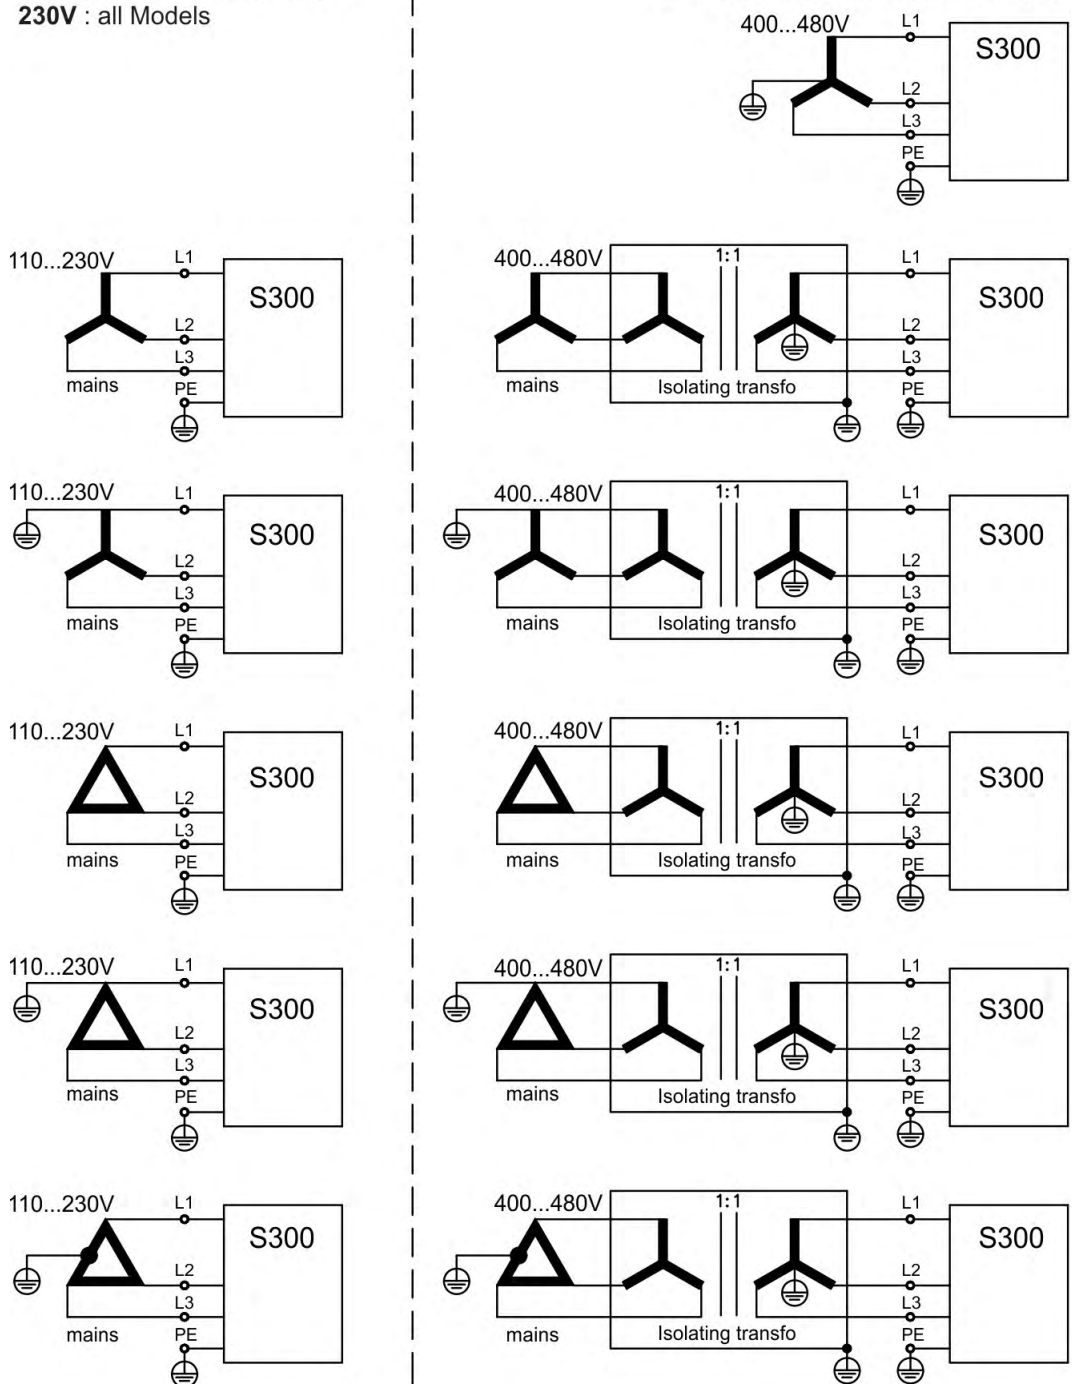 230V : all Models
400...480V
L1
S300
L2
L3
PE
110...230V
L1
S300
L2
L3
mains
PE
400...480V
1:1
L1
S300
L2
L3
mains
Isolating transfo
PE
110...230V
L1
S300
L2
L3
mains
PE
400...480V
1:1
L1
S300
L2
L3
mains
Isolating transfo
PE
110...230V
L1
S300
L2
L3
mains
PE
400...480V
1:1
L1
S300
L2
L3
mains
Isolating transfo
PE
110...230V
L1
S300
L2
L3
mains
PE
400...480V
1:1
L1
S300
L2
L3
mains
Isolating transfo
PE
110...230V
L1
S300
L2
L3
mains
PE
400...480V
1:1
L1
S300
L2
L3
mains
Isolating transfo
PE